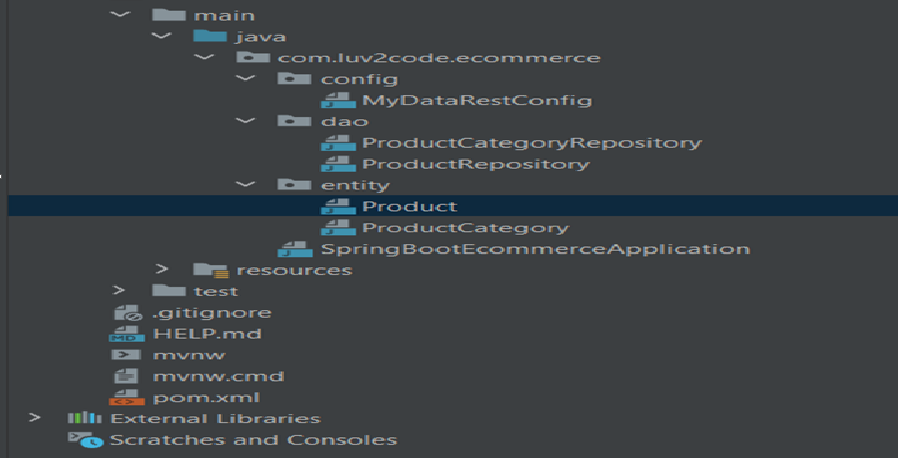 main
java
com.luv2code.ecommerce
config
MyDataRestConfig
dao
ProductCategoryRepository
ProductRepository
entity
Product
ProductCategory
SpringBootEcommerceApplication
resources
test
.gitignore
HELP.md
mvnw
mvnw.cmd
pom.xml
External Libraries
Scratches and Consoles